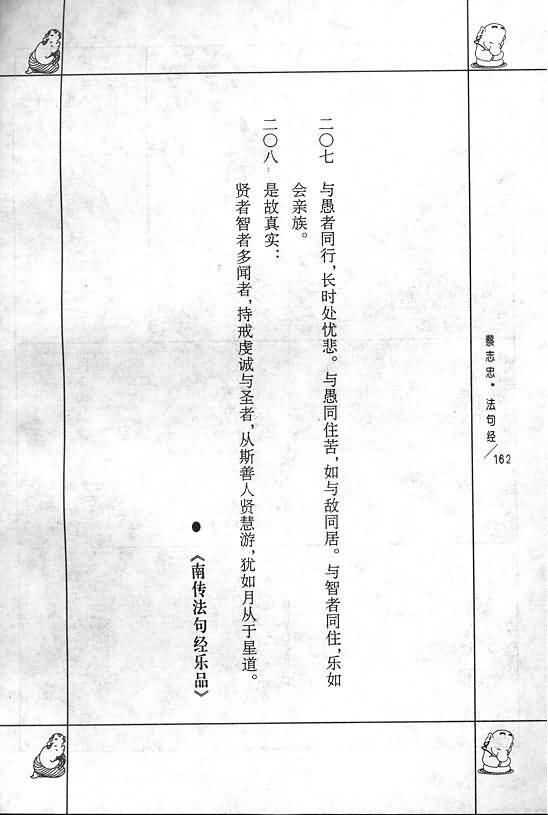 二〇七 与愚者同行，长时处忧悲。与愚同住苦，如与敌同居。与智者同住，乐如
会亲族。
二〇八 是故真实：
贤者智者多闻者，持戒虔诚与圣者，从斯善人贤慧游，犹如月从于星道。
●《南传法句经乐品》
蔡志忠·法句经/162